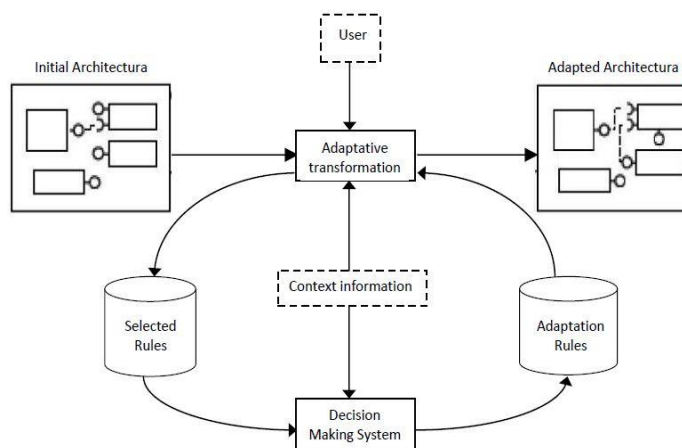 User
Initial Architectura
Adapted Architectura
Adaptative
transformation
Context information
Selected
Rules
Adaptation
Rules
Decision
Making System